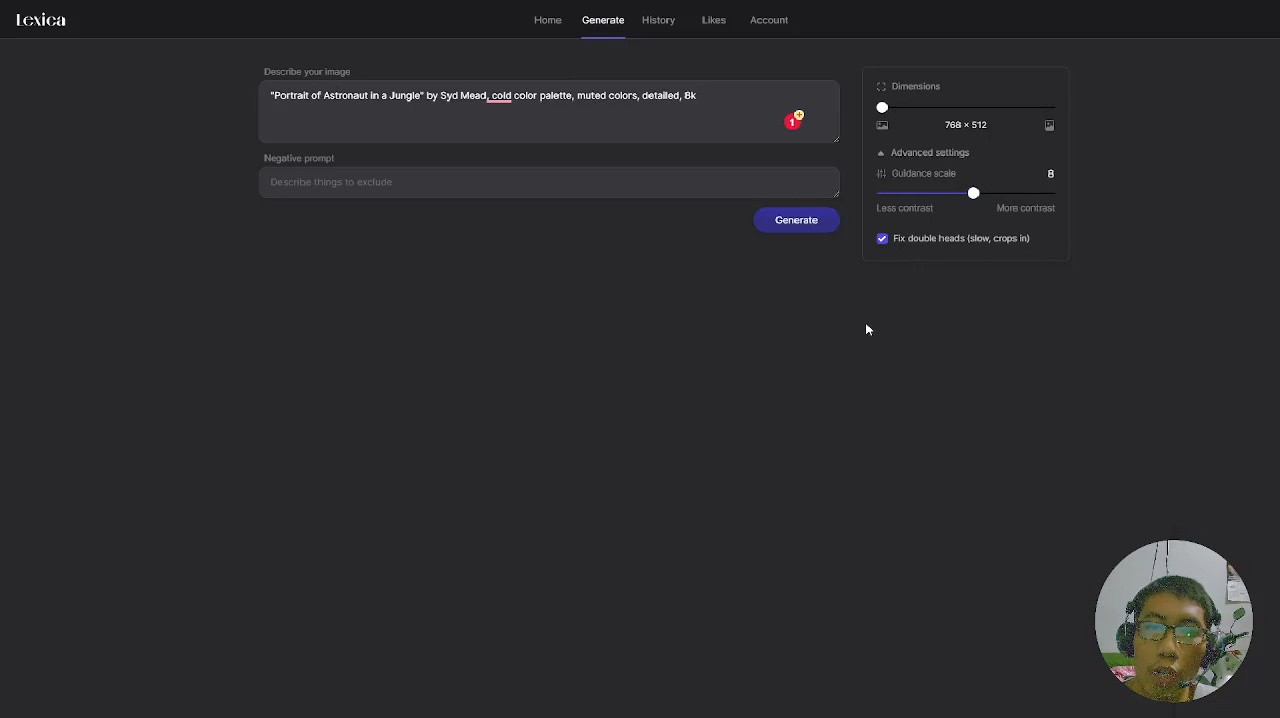 Lexica
Home Generate History Likes Account
Describe your image
"Portrait of Astronaut in a Jungle" by Syd Mead, cold color palette, muted colors, detailed, 8k
1
Negative prompt
Describe things to exclude
Generate
Dimensions
768 × 512
Advanced settings
Guidance scale 8
Less contrast More contrast
Fix double heads (slow, crops in)